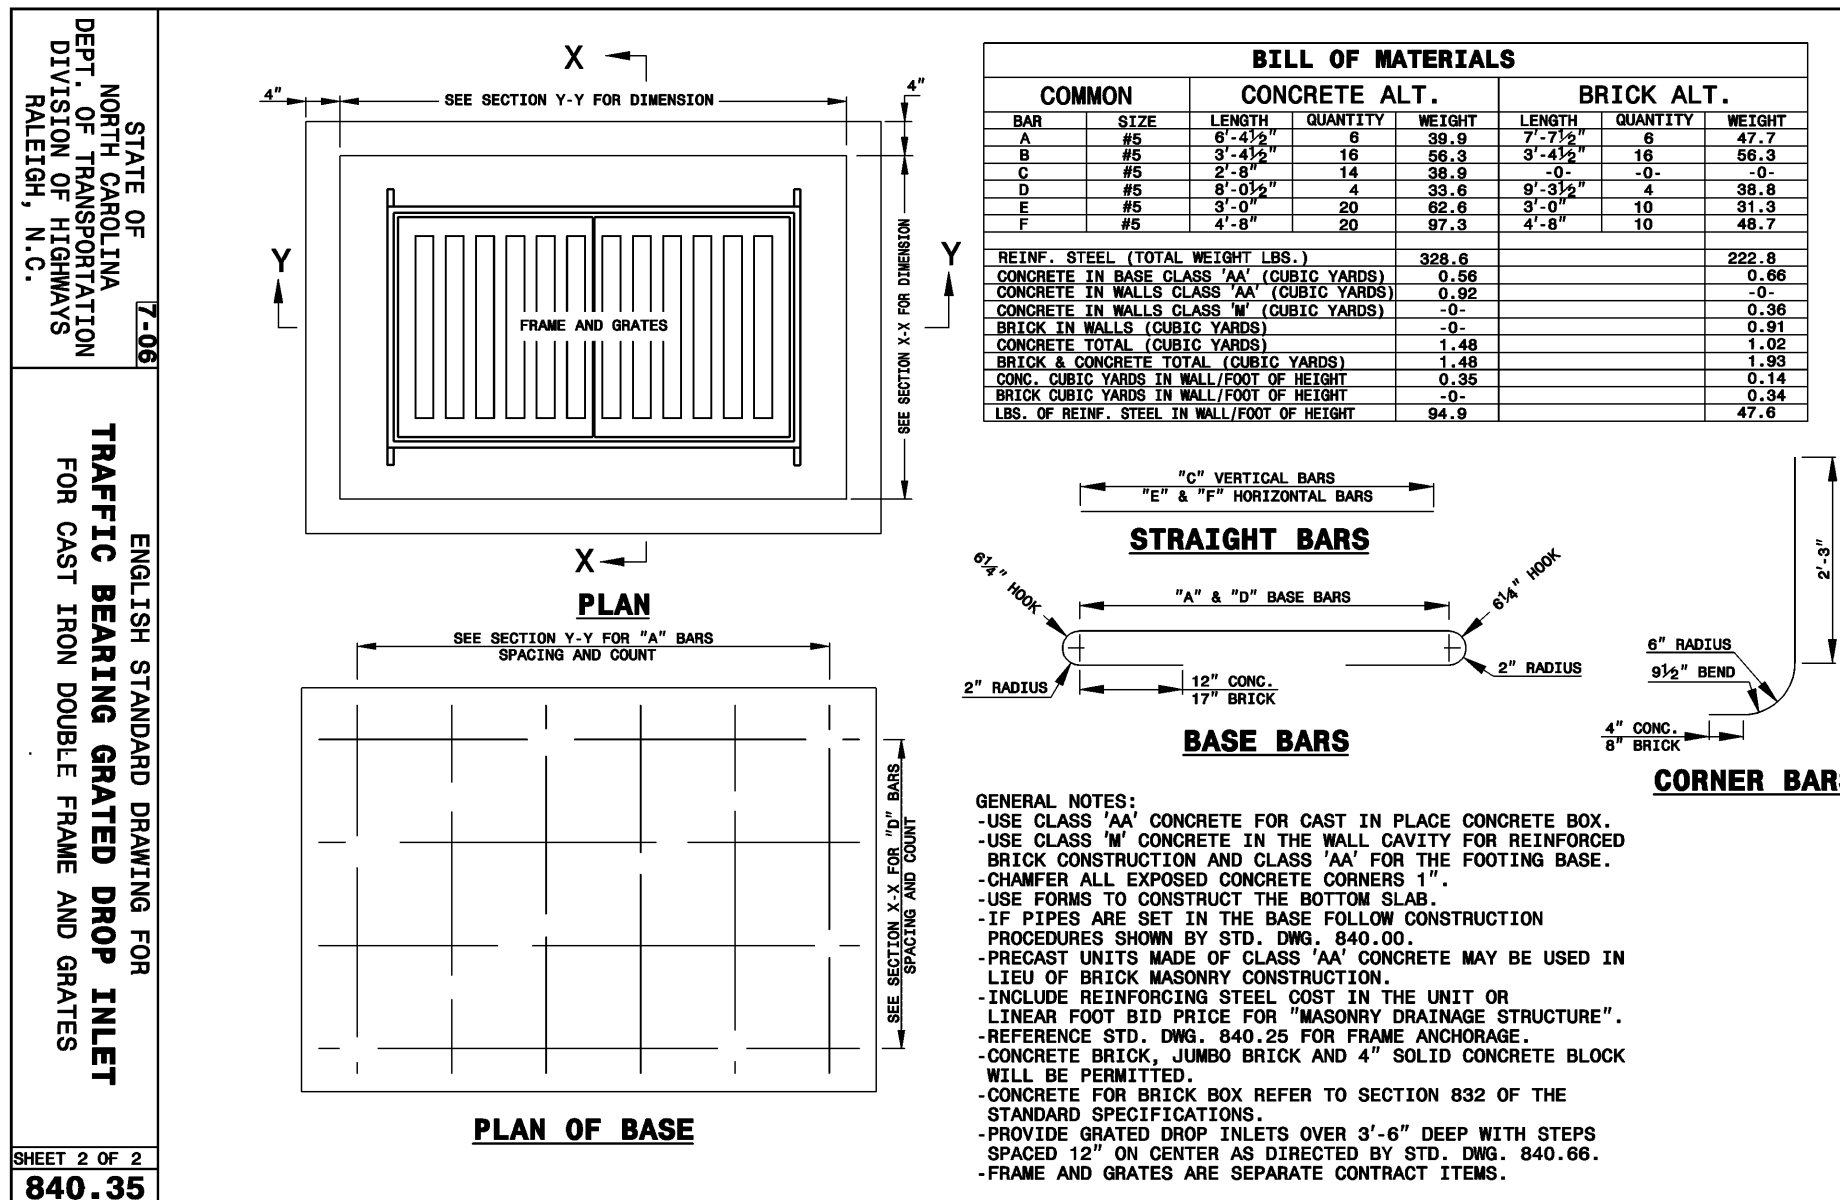 STATE OF
NORTH CAROLINA
DEPT. OF TRANSPORTATION
DIVISION OF HIGHWAYS
RALEIGH, N.C.
7-06
ENGLISH STANDARD DRAWING FOR
TRAFFIC BEARING GRATED DROP INLET
FOR CAST IRON DOUBLE FRAME AND GRATES
SHEET 2 OF 2
840.35
X
4"
SEE SECTION Y-Y FOR DIMENSION
4"
Y
Y
FRAME AND GRATES
SEE SECTION X-X FOR DIMENSION
X
PLAN
SEE SECTION Y-Y FOR "A" BARS
SPACING AND COUNT
SEE SECTION X-X FOR "D" BARS
SPACING AND COUNT
PLAN OF BASE
BILL OF MATERIALS
COMMON CONCRETE ALT. BRICK ALT.
BAR SIZE LENGTH QUANTITY WEIGHT LENGTH QUANTITY WEIGHT
A #5 6'-4½" 6 39.9 7'-7½" 6 47.7
B #5 3'-4½" 16 56.3 3'-4½" 16 56.3
C #5 2'-8" 14 38.9 -0- -0- -0-
D #5 8'-0½" 4 33.6 9'-3½" 4 38.8
E #5 3'-0" 20 62.6 3'-0" 10 31.3
F #5 4'-8" 20 97.3 4'-8" 10 48.7
REINF. STEEL (TOTAL WEIGHT LBS.) 328.6 222.8
CONCRETE IN BASE CLASS 'AA' (CUBIC YARDS) 0.56 0.66
CONCRETE IN WALLS CLASS 'AA' (CUBIC YARDS) 0.92 -0-
CONCRETE IN WALLS CLASS 'M' (CUBIC YARDS) -0- 0.36
BRICK IN WALLS (CUBIC YARDS) -0- 0.91
CONCRETE TOTAL (CUBIC YARDS) 1.48 1.02
BRICK & CONCRETE TOTAL (CUBIC YARDS) 1.48 1.93
CONC. CUBIC YARDS IN WALL/FOOT OF HEIGHT 0.35 0.14
BRICK CUBIC YARDS IN WALL/FOOT OF HEIGHT -0- 0.34
LBS. OF REINF. STEEL IN WALL/FOOT OF HEIGHT 94.9 47.6
"C" VERTICAL BARS
"E" & "F" HORIZONTAL BARS
STRAIGHT BARS
6¼" HOOK
"A" & "D" BASE BARS
6¼" HOOK
2" RADIUS
12" CONC.
17" BRICK
2" RADIUS
BASE BARS
2'-3"
6" RADIUS
9½" BEND
4" CONC.
8" BRICK
CORNER BARS
GENERAL NOTES:
-USE CLASS 'AA' CONCRETE FOR CAST IN PLACE CONCRETE BOX.
-USE CLASS 'M' CONCRETE IN THE WALL CAVITY FOR REINFORCED
BRICK CONSTRUCTION AND CLASS 'AA' FOR THE FOOTING BASE.
-CHAMFER ALL EXPOSED CONCRETE CORNERS 1".
-USE FORMS TO CONSTRUCT THE BOTTOM SLAB.
-IF PIPES ARE SET IN THE BASE FOLLOW CONSTRUCTION
PROCEDURES SHOWN BY STD. DWG. 840.00.
-PRECAST UNITS MADE OF CLASS 'AA' CONCRETE MAY BE USED IN
LIEU OF BRICK MASONRY CONSTRUCTION.
-INCLUDE REINFORCING STEEL COST IN THE UNIT OR
LINEAR FOOT BID PRICE FOR "MASONRY DRAINAGE STRUCTURE".
-REFERENCE STD. DWG. 840.25 FOR FRAME ANCHORAGE.
-CONCRETE BRICK, JUMBO BRICK AND 4" SOLID CONCRETE BLOCK
WILL BE PERMITTED.
-CONCRETE FOR BRICK BOX REFER TO SECTION 832 OF THE
STANDARD SPECIFICATIONS.
-PROVIDE GRATED DROP INLETS OVER 3'-6" DEEP WITH STEPS
SPACED 12" ON CENTER AS DIRECTED BY STD. DWG. 840.66.
-FRAME AND GRATES ARE SEPARATE CONTRACT ITEMS.